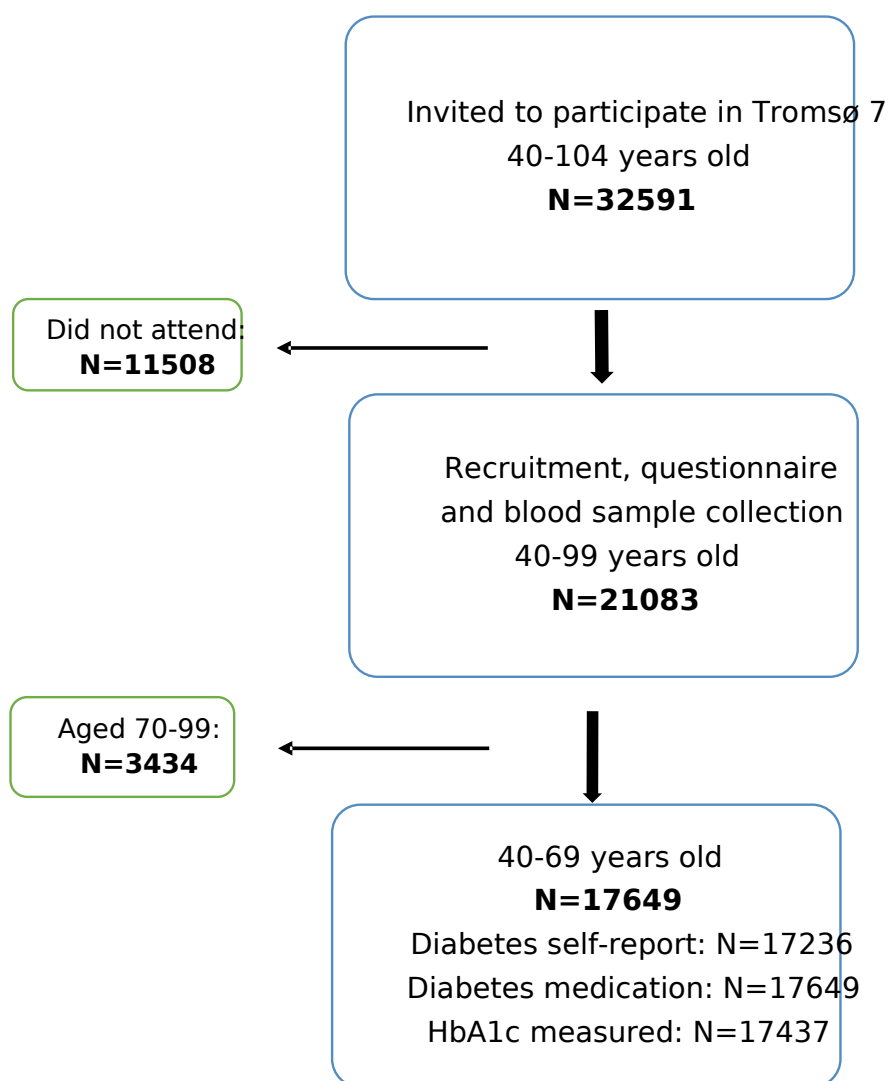 Invited to participate in Tromsø 7
40-104 years old
N=32591
Did not attend:
N=11508
Recruitment, questionnaire
and blood sample collection
40-99 years old
N=21083
Aged 70-99:
N=3434
40-69 years old
N=17649
Diabetes self-report: N=17236
Diabetes medication: N=17649
HbA1c measured: N=17437